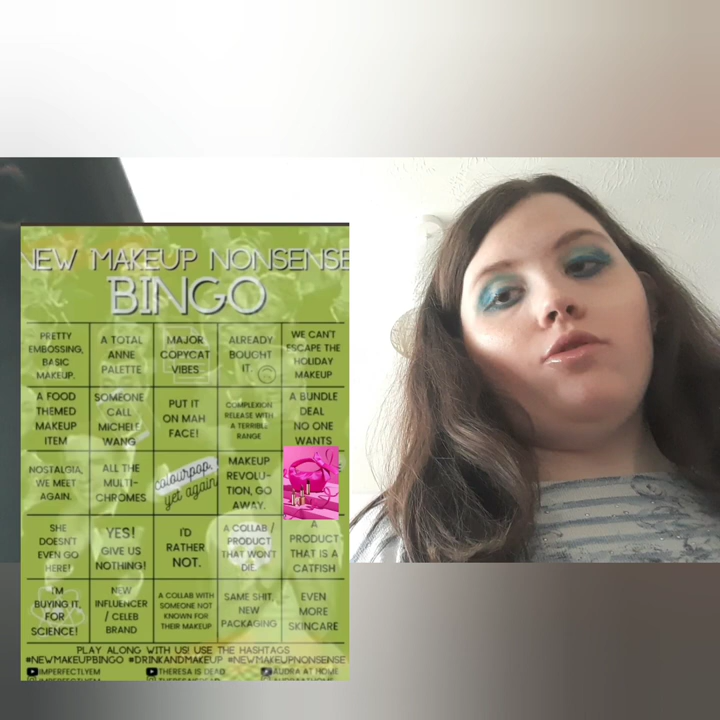 NEW MAKEUP NONSENSE
BINGO
PRETTY EMBOSSING, BASIC MAKEUP.
A TOTAL ANNE PALETTE
MAJOR COPYCAT VIBES
ALREADY BOUGHT IT.
WE CAN'T ESCAPE THE HOLIDAY MAKEUP
A FOOD THEMED MAKEUP ITEM
SOMEONE CALL MICHELE WANG
PUT IT ON MAH FACE!
COMPLEXION RELEASE WITH A TERRIBLE RANGE
A BUNDLE DEAL NO ONE WANTS
NOSTALGIA, WE MEET AGAIN.
ALL THE MULTI-CHROMES
colourpop, yet again
MAKEUP REVOLU-TION, GO AWAY.
SHE DOESN'T EVEN GO HERE!
YES! GIVE US NOTHING!
I'D RATHER NOT.
A COLLAB / PRODUCT THAT WON'T DIE.
A PRODUCT THAT IS A CATFISH
I'M BUYING IT, FOR SCIENCE!
NEW INFLUENCER / CELEB BRAND
A COLLAB WITH SOMEONE NOT KNOWN FOR THEIR MAKEUP
SAME SHIT, NEW PACKAGING
EVEN MORE SKINCARE
PLAY ALONG WITH US! USE THE HASHTAGS
#NEWMAKEUPBINGO #DRINKANDMAKEUP #NEWMAKEUPNONSENSE
IMPERFECTLYEM THERESA IS DEAD AUDRA AT HOME